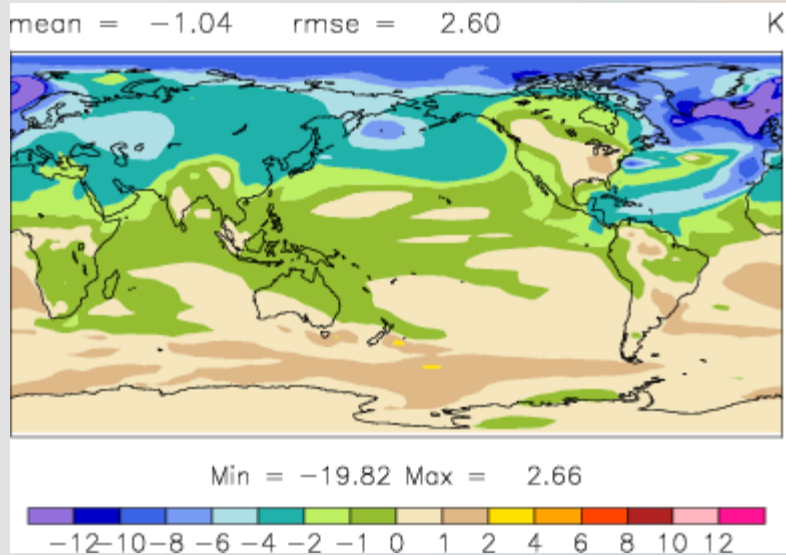 mean = -1.04 rmse = 2.60 K
Min = -19.82 Max = 2.66
-12 -10 -8 -6 -4 -2 -1 0 1 2 4 6 8 10 12